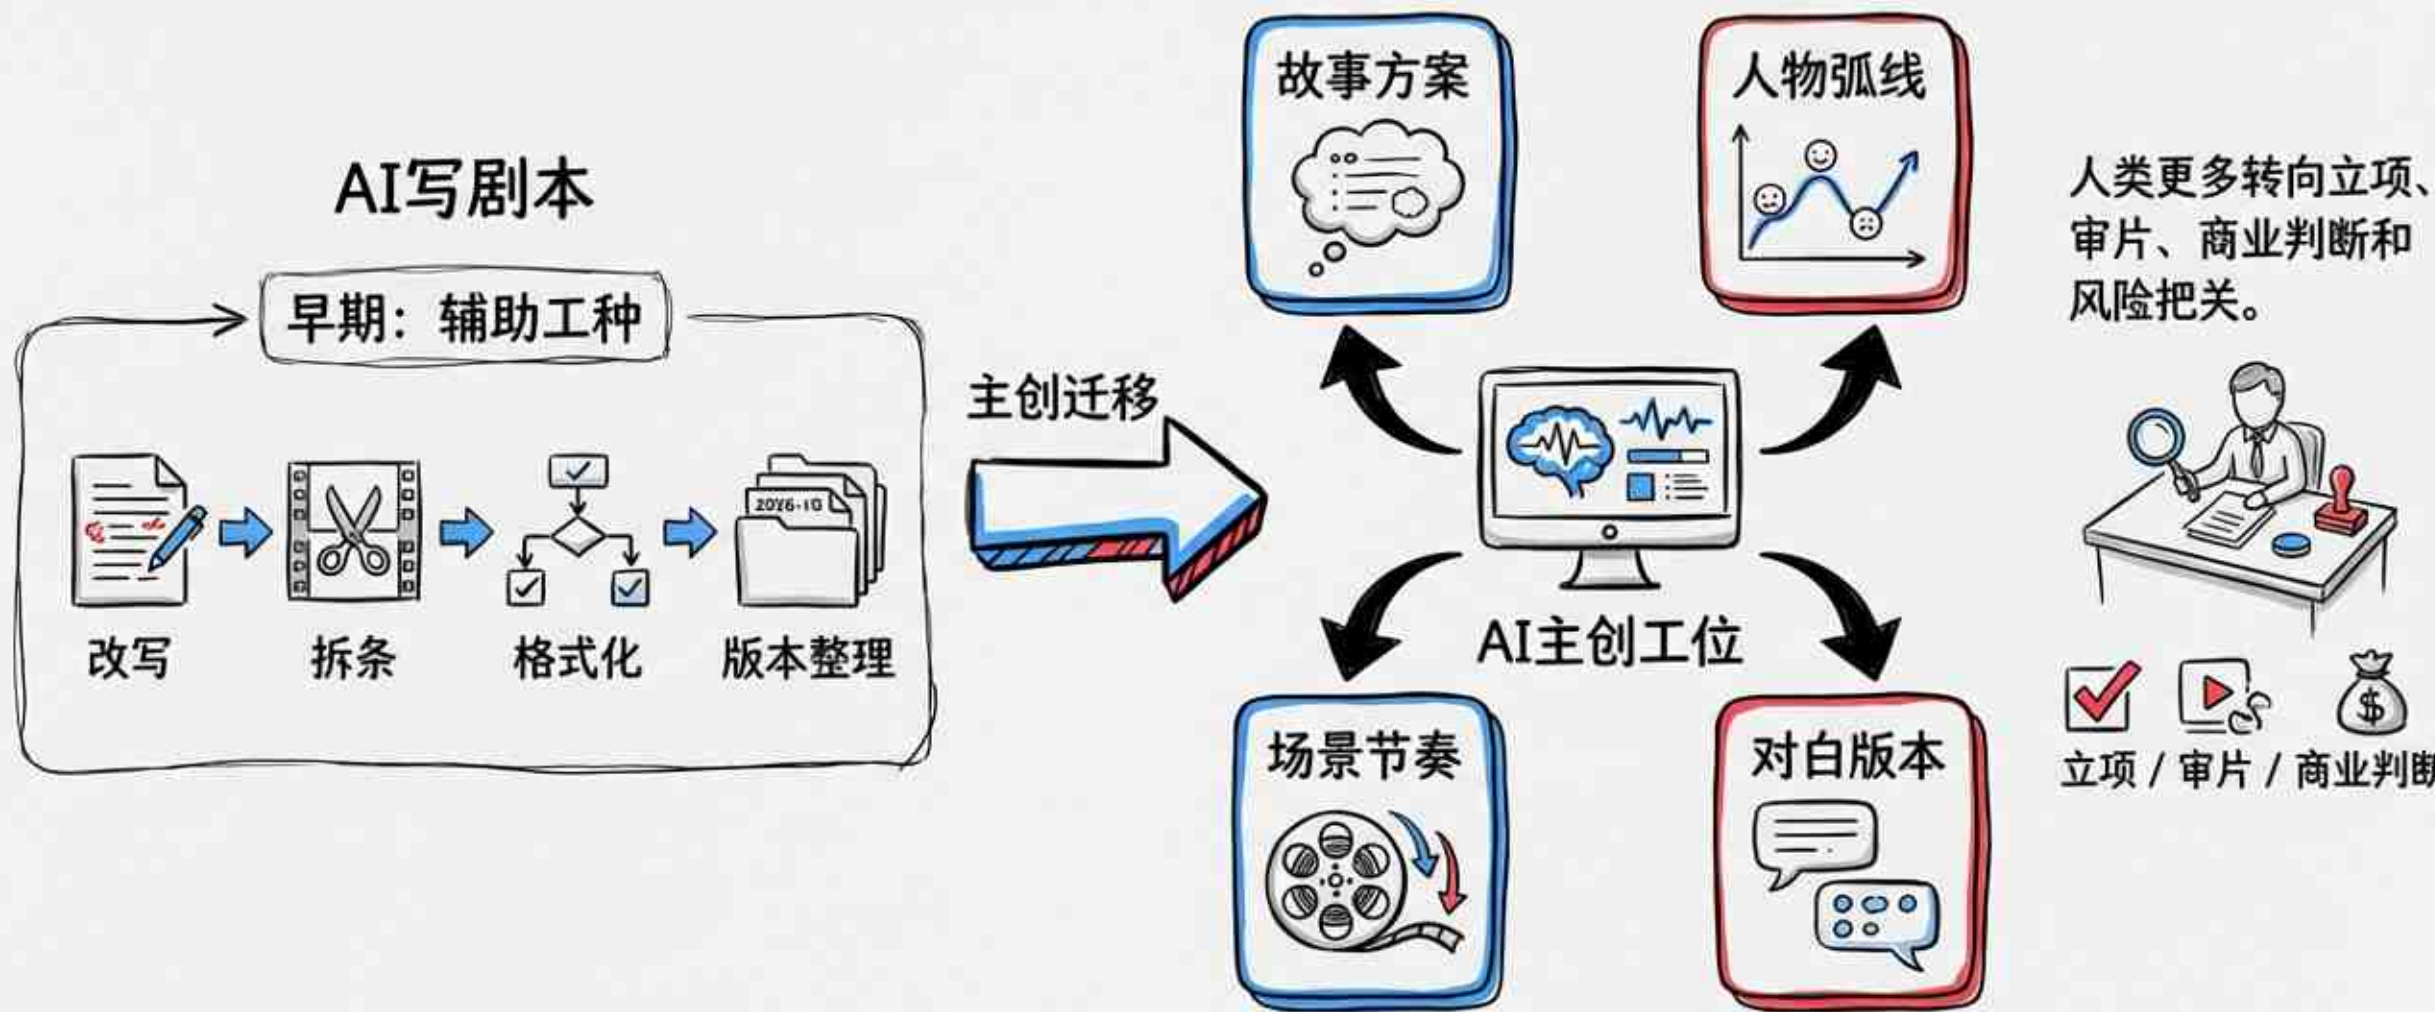 AI写剧本
早期：辅助工种
改写
拆条
格式化
版本整理
主创迁移
故事方案
人物弧线
AI主创工位
场景节奏
对白版本
人类更多转向立项、
审片、商业判断和
风险把关。
立项 / 审片 / 商业判断